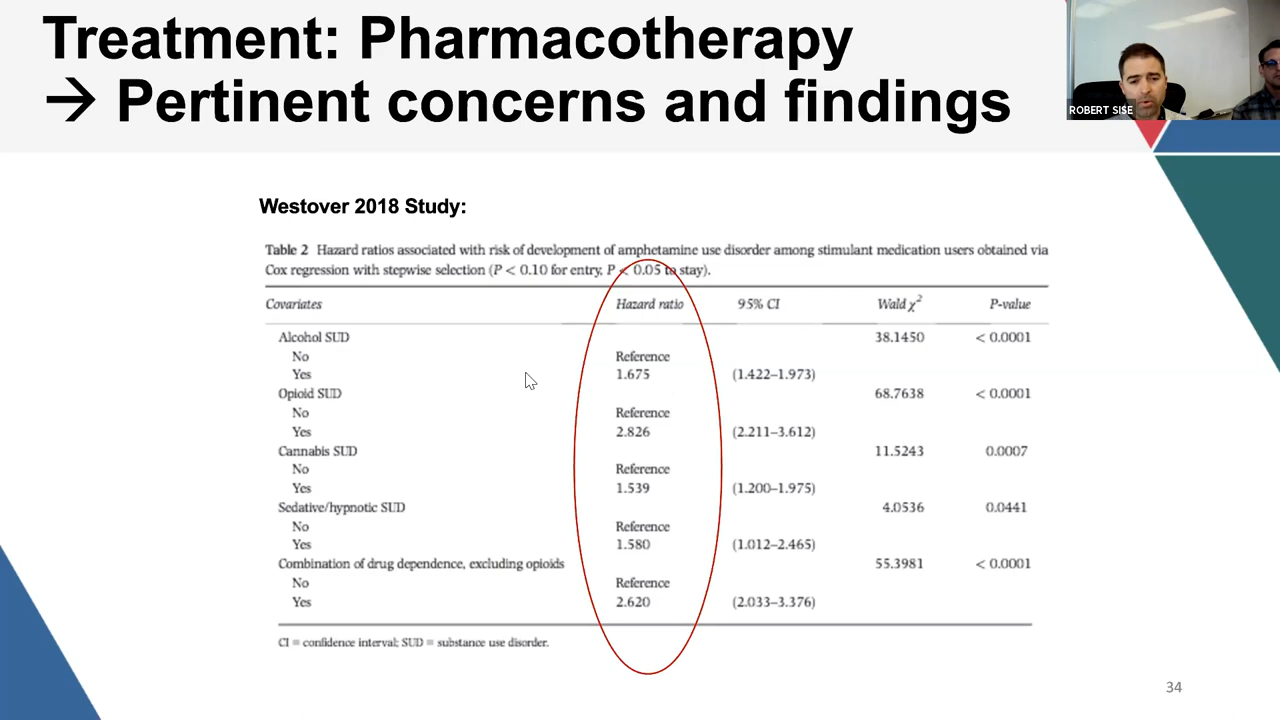 Treatment: Pharmacotherapy
→ Pertinent concerns and findings
ROBERT SISE
Westover 2018 Study:
Table 2 Hazard ratios associated with risk of development of amphetamine use disorder among stimulant medication users obtained via
Cox regression with stepwise selection (P < 0.10 for entry, P < 0.05 to stay).
Covariates Hazard ratio 95% CI Wald χ² P-value
Alcohol SUD 38.1450 < 0.0001
No Reference
Yes 1.675 (1.422–1.973)
Opioid SUD 68.7638 < 0.0001
No Reference
Yes 2.826 (2.211–3.612)
Cannabis SUD 11.5243 0.0007
No Reference
Yes 1.539 (1.200–1.975)
Sedative/hypnotic SUD 4.0536 0.0441
No Reference
Yes 1.580 (1.012–2.465)
Combination of drug dependence, excluding opioids 55.3981 < 0.0001
No Reference
Yes 2.620 (2.033–3.376)
CI = confidence interval; SUD = substance use disorder.
34